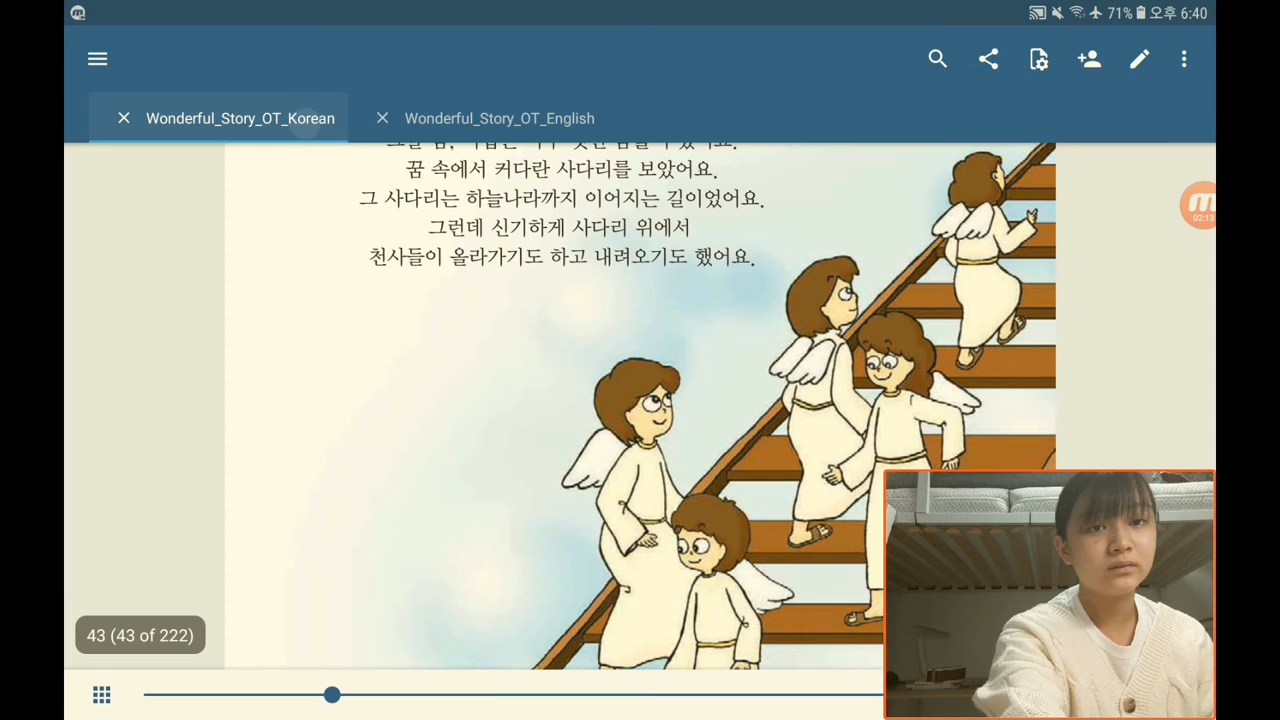 71% 오후 6:40
Wonderful_Story_OT_Korean
Wonderful_Story_OT_English
꿈 속에서 커다란 사다리를 보았어요.
그 사다리는 하늘나라까지 이어지는 길이었어요.
그런데 신기하게 사다리 위에서
천사들이 올라가기도 하고 내려오기도 했어요.
02:13
43 (43 of 222)